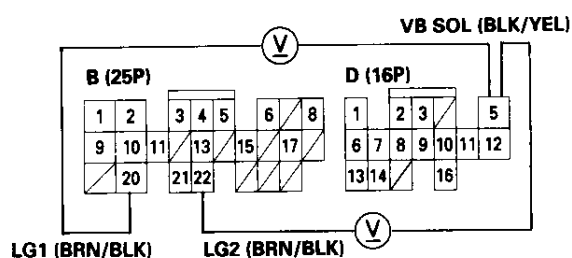 VB SOL (BLK/YEL)
V
B (25P)
D (16P)
1 2 3 4 5 6 8
1 2 3 5
9 10 11 13 15 17
6 7 8 9 10 11 12
20 21 22
13 14 16
V
LG1 (BRN/BLK)
LG2 (BRN/BLK)